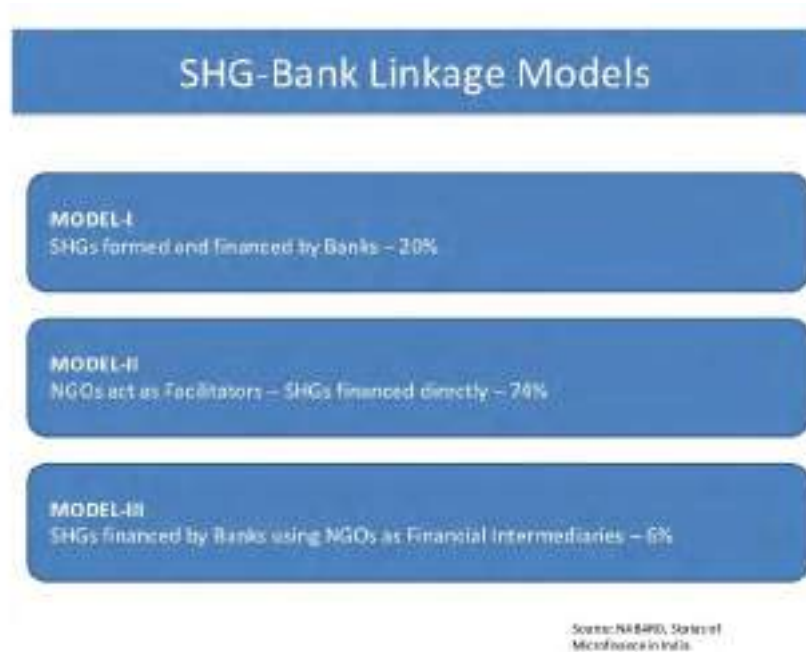 SHG-Bank Linkage Models
MODEL-I
SHGs formed and financed by Banks – 20%
MODEL-II
NGOs act as Facilitators – SHGs financed directly – 74%
MODEL-III
SHGs financed by Banks using NGOs as Financial Intermediaries – 6%
Source: NABARD, Status of
Microfinance in India